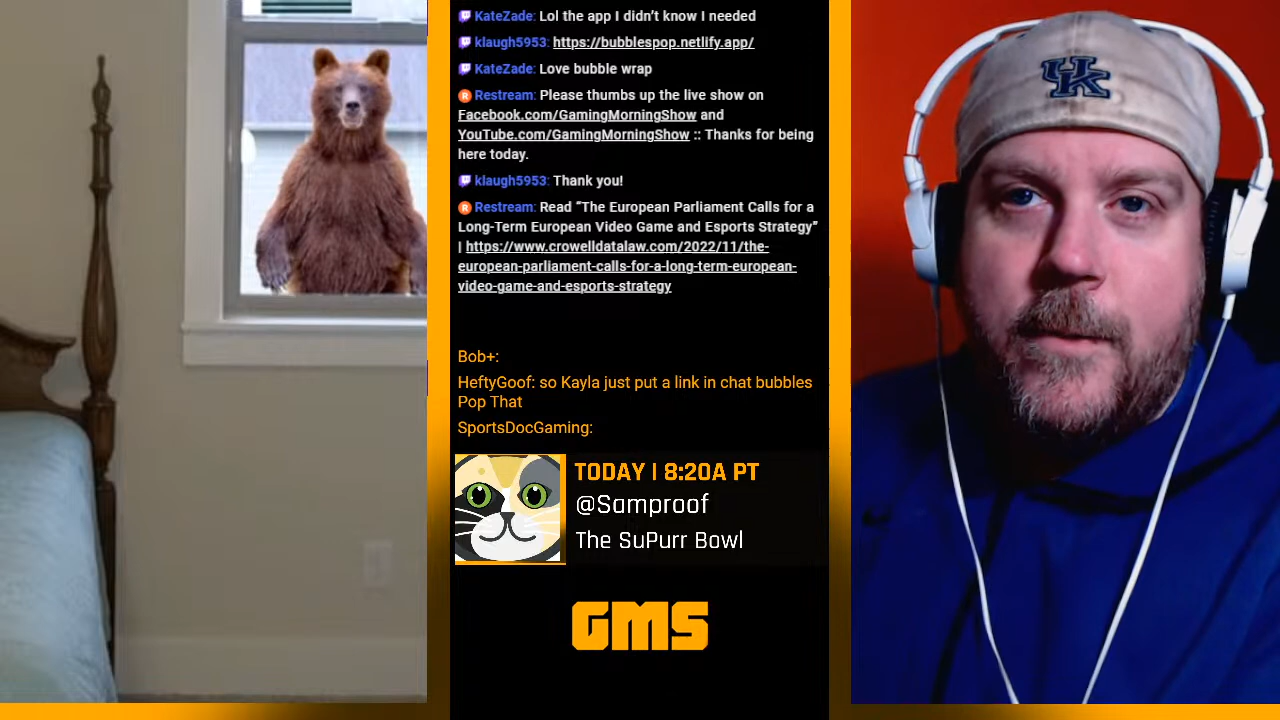 KateZade: Lol the app I didn’t know I needed
klaugh5953: https://bubblespop.netlify.app/
KateZade: Love bubble wrap
R Restream: Please thumbs up the live show on
Facebook.com/GamingMorningShow and
YouTube.com/GamingMorningShow :: Thanks for being
here today.
klaugh5953: Thank you!
R Restream: Read “The European Parliament Calls for a
Long-Term European Video Game and Esports Strategy”
| https://www.crowelldatalaw.com/2022/11/the-
european-parliament-calls-for-a-long-term-european-
video-game-and-esports-strategy
Bob+:
HeftyGoof: so Kayla just put a link in chat bubbles
Pop That
SportsDocGaming:
TODAY | 8:20A PT
@Samproof
The SuPurr Bowl
GMS
UK